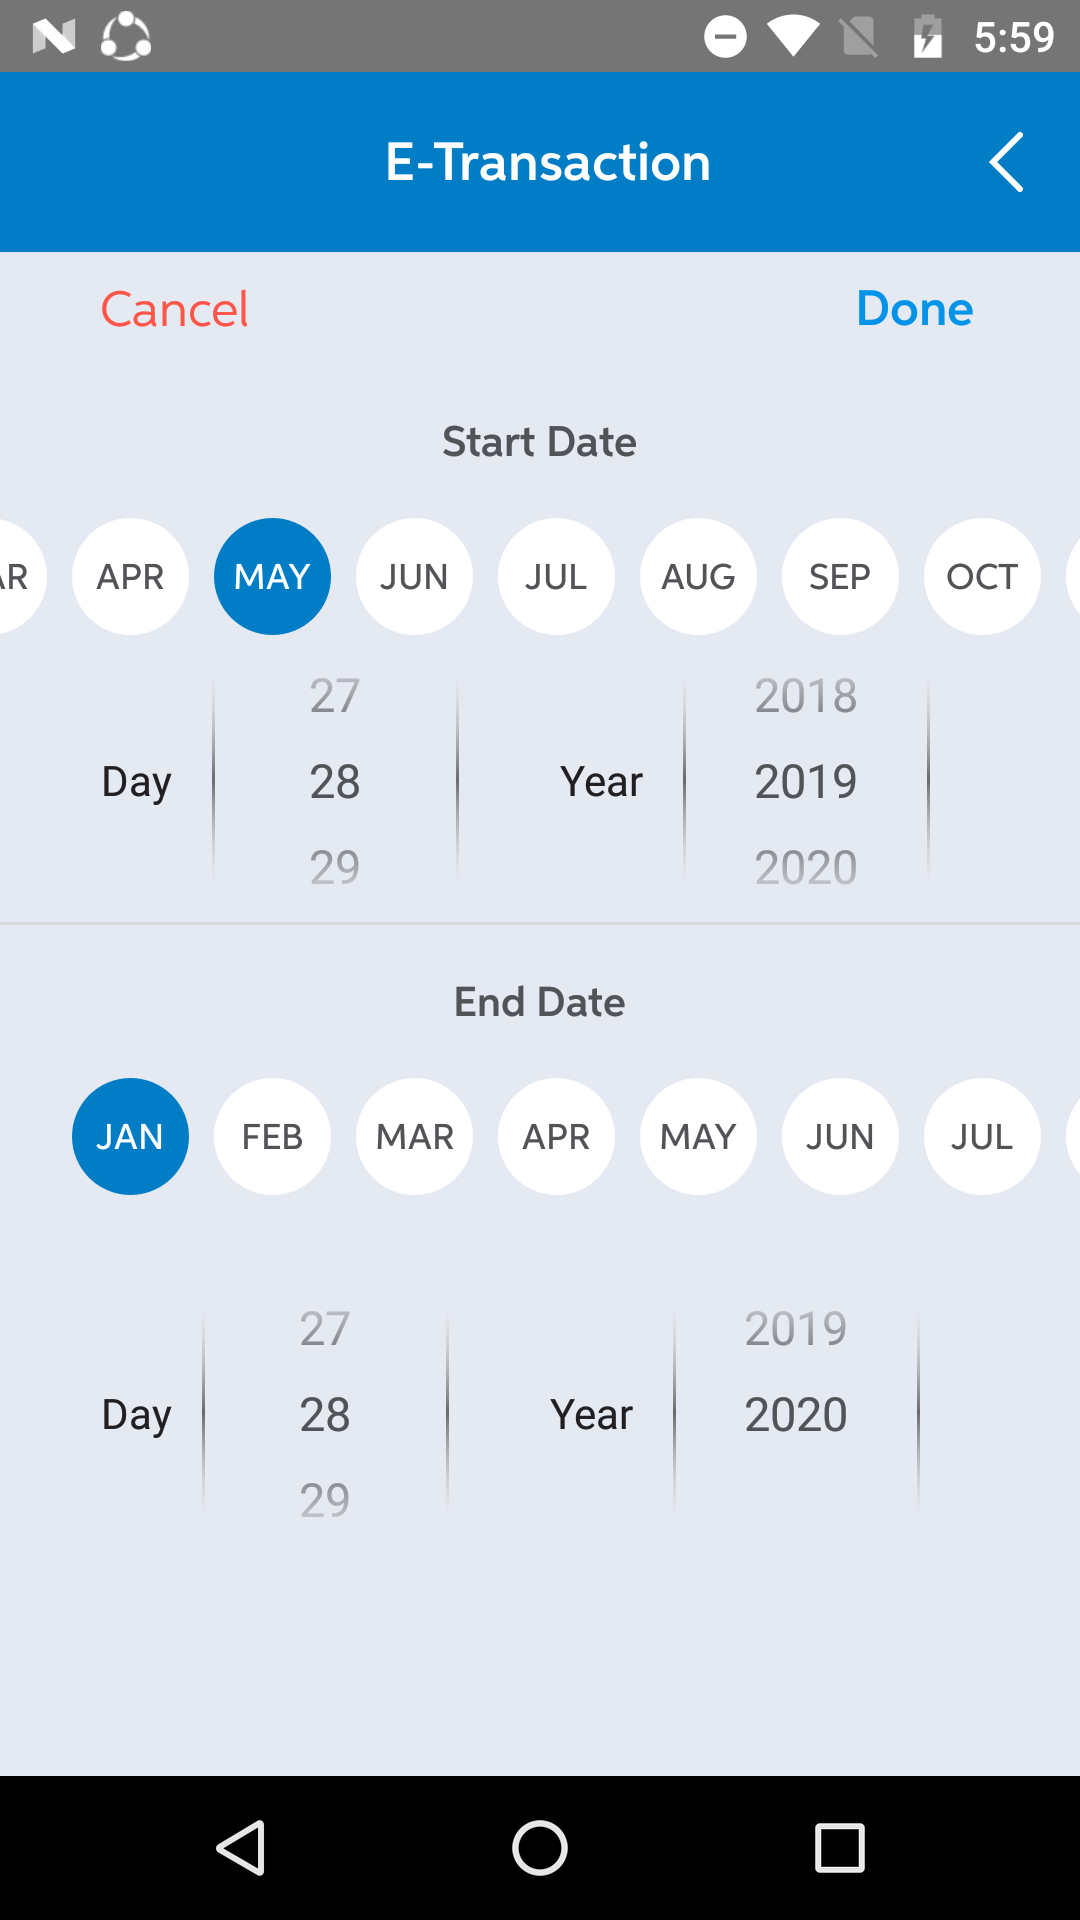 5:59
E-Transaction
Cancel Done
Start Date
AR APR MAY JUN JUL AUG SEP OCT
27 2018
Day 28 Year 2019
29 2020
End Date
JAN FEB MAR APR MAY JUN JUL
27 2019
Day 28 Year 2020
29